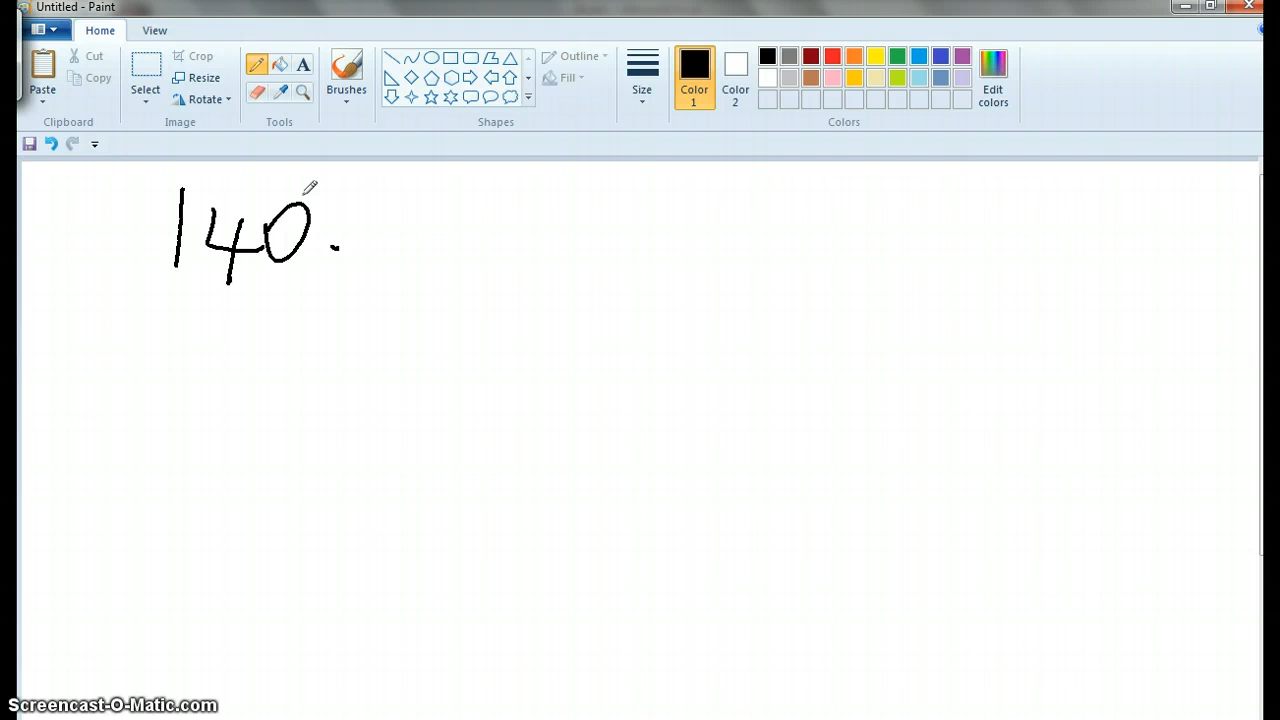 Untitled - Paint
Home View
Paste
Cut
Copy
Clipboard
Select
Crop
Resize
Rotate
Image
Tools
Brushes
Outline
Fill
Shapes
Size
Color 1
Color 2
Edit colors
Colors
140.
Screencast-O-Matic.com